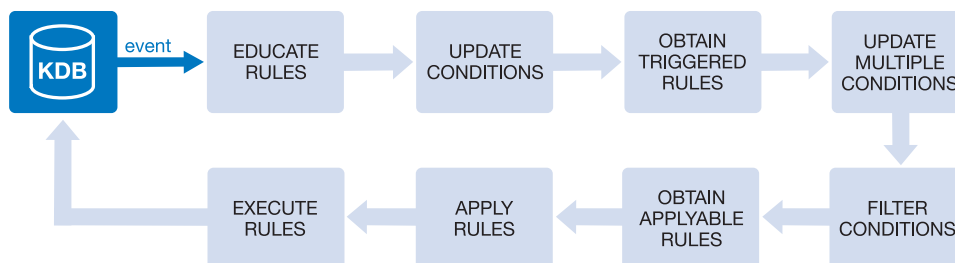 KDB
event
EDUCATE
RULES
UPDATE
CONDITIONS
OBTAIN
TRIGGERED
RULES
UPDATE
MULTIPLE
CONDITIONS
EXECUTE
RULES
APPLY
RULES
OBTAIN
APPLYABLE
RULES
FILTER
CONDITIONS